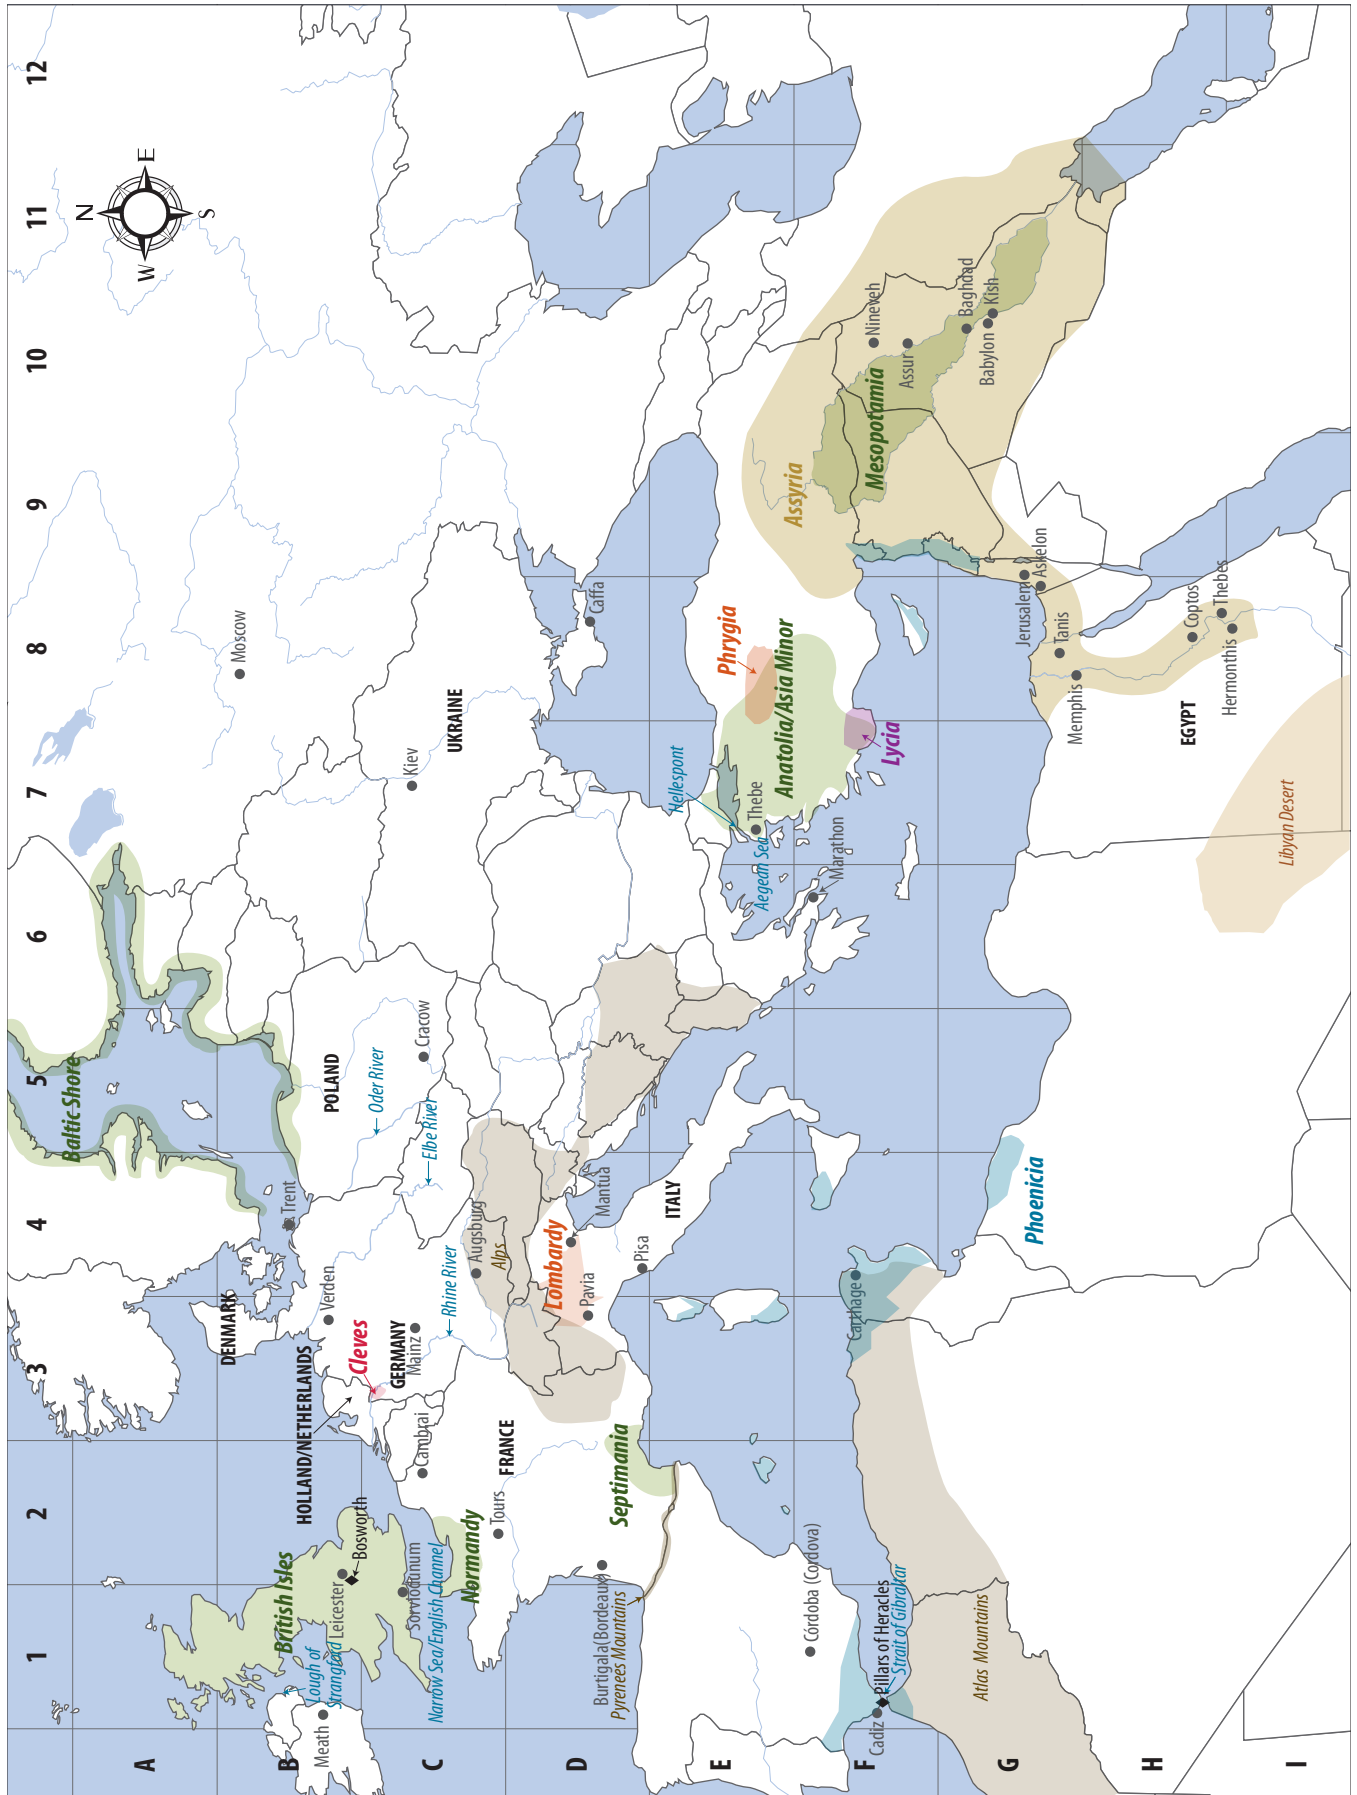 1
2
3
4
5
6
7
8
9
10
11
12
A
B
C
D
E
F
G
H
I
N
E
S
W
Baltic Shore
Moscow
DENMARK
Trent
British Isles
Lough of
Strangford
Meath
Leicester
Bosworth
HOLLAND/NETHERLANDS
Verden
Cleves
POLAND
Oder River
Kiev
UKRAINE
Sorviodunum
Narrow Sea/English Channel
Cambrai
GERMANY
Mainz
Elbe River
Cracow
Rhine River
Normandy
Tours
FRANCE
Augsburg
Alps
Lombardy
Mantua
Pavia
Caffa
Burtigala(Bordeaux)
Pyrenees Mountains
Septimania
Pisa
ITALY
Hellespont
Thebe
Aegean Sea
Phrygia
Anatolia/Asia Minor
Assyria
Marathon
Córdoba (Cordova)
Lycia
Mesopotamia
Nineveh
Assur
Cadiz
Pillars of Heracles
Strait of Gibraltar
Carthage
Baghdad
Babylon
Kish
Atlas Mountains
Phoenicia
Jerusalem
Askelon
Tanis
Memphis
EGYPT
Coptos
Thebes
Hermonthis
Libyan Desert